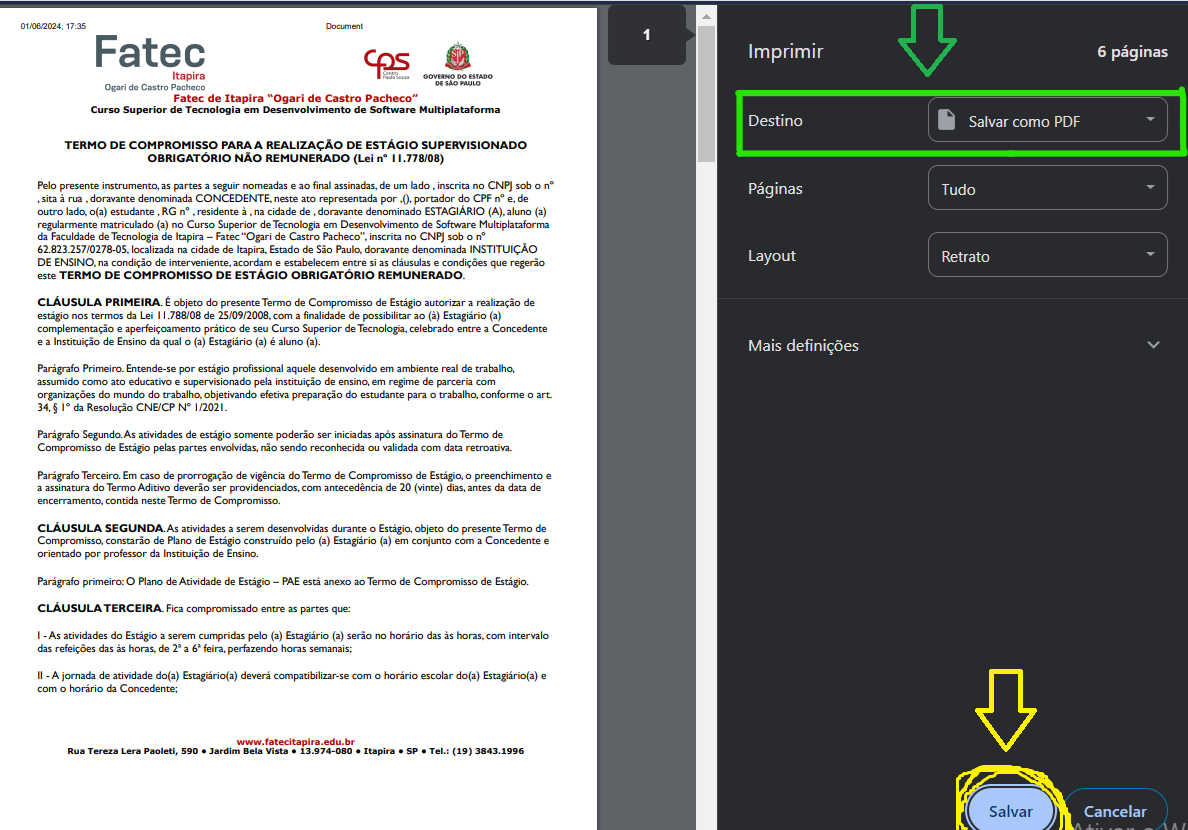 01/06/2024, 17:35
Document
Fatec
Itapira
Ogari de Castro Pacheco
cps
Centro
Paula Souza
GOVERNO DO ESTADO
DE SÃO PAULO
Fatec de Itapira “Ogari de Castro Pacheco”
Curso Superior de Tecnologia em Desenvolvimento de Software Multiplataforma
TERMO DE COMPROMISSO PARA A REALIZAÇÃO DE ESTÁGIO SUPERVISIONADO
OBRIGATÓRIO NÃO REMUNERADO (Lei nº 11.778/08)
Pelo presente instrumento, as partes a seguir nomeadas e ao final assinadas, de um lado , inscrita no CNPJ sob o nº
, sita à rua , doravante denominada CONCEDENTE, neste ato representada por ,(), portador do CPF nº e, de
outro lado, o(a) estudante , RG nº , residente à , na cidade de , doravante denominado ESTAGIÁRIO (A), aluno (a)
regularmente matriculado (a) no Curso Superior de Tecnologia em Desenvolvimento de Software Multiplataforma
da Faculdade de Tecnologia de Itapira – Fatec “Ogari de Castro Pacheco”, inscrita no CNPJ sob o nº
62.823.257/0278-05, localizada na cidade de Itapira, Estado de São Paulo, doravante denominada INSTITUIÇÃO
DE ENSINO, na condição de interveniente, acordam e estabelecem entre si as cláusulas e condições que regerão
este TERMO DE COMPROMISSO DE ESTÁGIO OBRIGATÓRIO REMUNERADO.
CLÁUSULA PRIMEIRA. É objeto do presente Termo de Compromisso de Estágio autorizar a realização de
estágio nos termos da Lei 11.788/08 de 25/09/2008, com a finalidade de possibilitar ao (à) Estagiário (a)
complementação e aperfeiçoamento prático de seu Curso Superior de Tecnologia, celebrado entre a Concedente
e a Instituição de Ensino da qual o (a) Estagiário (a) é aluno (a).
Parágrafo Primeiro. Entende-se por estágio profissional aquele desenvolvido em ambiente real de trabalho,
assumido como ato educativo e supervisionado pela instituição de ensino, em regime de parceria com
organizações do mundo do trabalho, objetivando efetiva preparação do estudante para o trabalho, conforme o art.
34, § 1º da Resolução CNE/CP Nº 1/2021.
Parágrafo Segundo. As atividades de estágio somente poderão ser iniciadas após assinatura do Termo de
Compromisso de Estágio pelas partes envolvidas, não sendo reconhecida ou validada com data retroativa.
Parágrafo Terceiro. Em caso de prorrogação de vigência do Termo de Compromisso de Estágio, o preenchimento e
a assinatura do Termo Aditivo deverão ser providenciados, com antecedência de 20 (vinte) dias, antes da data de
encerramento, contida neste Termo de Compromisso.
CLÁUSULA SEGUNDA. As atividades a serem desenvolvidas durante o Estágio, objeto do presente Termo de
Compromisso, constarão de Plano de Estágio construído pelo (a) Estagiário (a) em conjunto com a Concedente e
orientado por professor da Instituição de Ensino.
Parágrafo primeiro: O Plano de Atividade de Estágio – PAE está anexo ao Termo de Compromisso de Estágio.
CLÁUSULA TERCEIRA. Fica compromissado entre as partes que:
I - As atividades do Estágio a serem cumpridas pelo (a) Estagiário (a) serão no horário das às horas, com intervalo
das refeições das às horas, de 2ª a 6ª feira, perfazendo horas semanais;
II - A jornada de atividade do(a) Estagiário(a) deverá compatibilizar-se com o horário escolar do(a) Estagiário(a) e
com o horário da Concedente;
www.fatecitapira.edu.br
Rua Tereza Lera Paoleti, 590 • Jardim Bela Vista • 13.974-080 • Itapira • SP • Tel.: (19) 3843.1996
1
Imprimir
6 páginas
Destino
Salvar como PDF
Páginas
Tudo
Layout
Retrato
Mais definições
Salvar
Cancelar